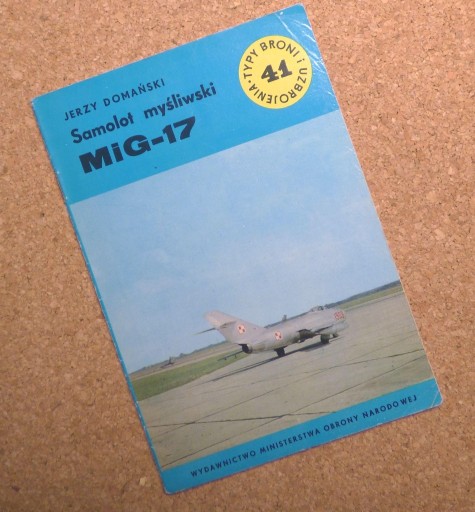 JERZY DOMAŃSKI
Samolot myśliwski
MiG-17
TYPY BRONI i UZBROJENIA
41
WYDAWNICTWO MINISTERSTWA OBRONY NARODOWEJ